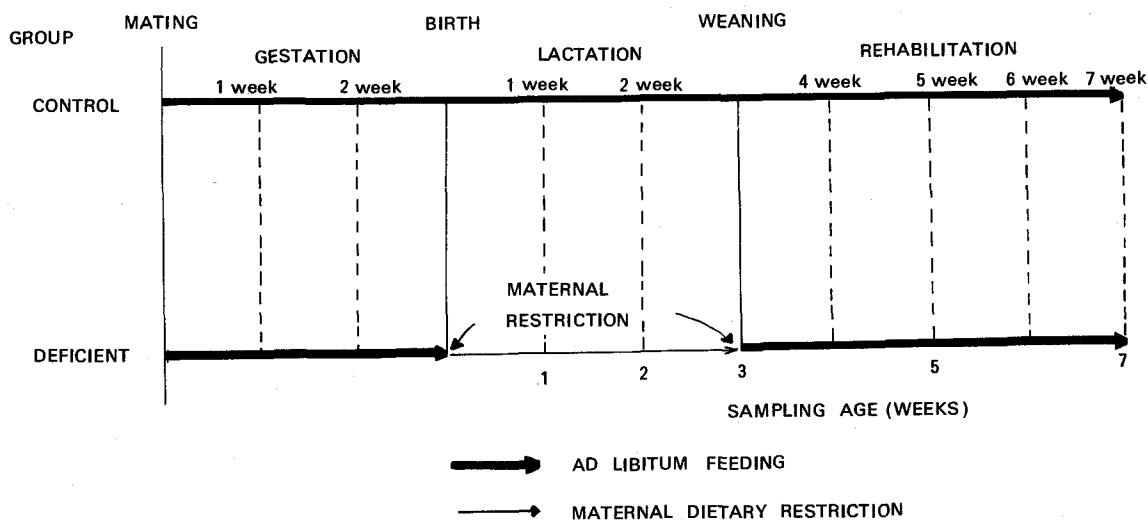 MATING BIRTH WEANING
GROUP
GESTATION LACTATION REHABILITATION
1 week 2 week 1 week 2 week 4 week 5 week 6 week 7 week
CONTROL
MATERNAL
RESTRICTION
DEFICIENT
1 2 3 5 7
SAMPLING AGE (WEEKS)
AD LIBITUM FEEDING
MATERNAL DIETARY RESTRICTION